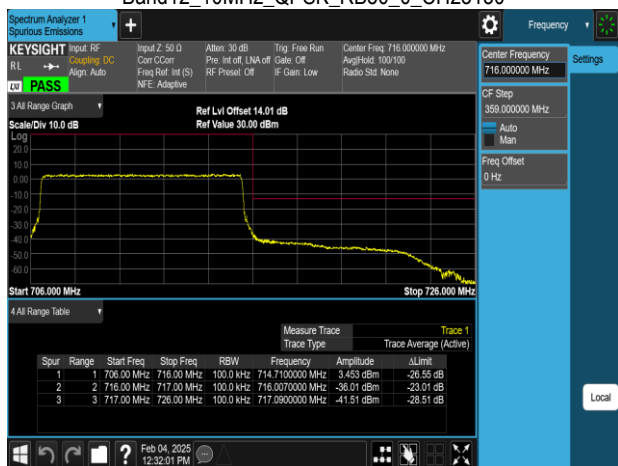 Spectrum Analyzer 1
Spurious Emissions
+
Frequency
KEYSIGHT
RL
LXI
PASS
Input: RF
Coupling: DC
Align: Auto
Input Z: 50 Ω
Corr CCorr
Freq Ref: Int (S)
NFE: Adaptive
Atten: 30 dB
Pre: Int off, LNA off
RF Preset: Off
Trig: Free Run
Gate: Off
IF Gain: Low
Center Freq: 716.000000 MHz
Avg|Hold: 100/100
Radio Std: None
Center Frequency
716.000000 MHz
Settings
CF Step
359.000000 MHz
Auto
Man
Freq Offset
0 Hz
3 All Range Graph
Scale/Div 10.0 dB
Ref Lvl Offset 14.01 dB
Ref Value 30.00 dBm
Log
20.0
10.0
0.00
-10.0
-20.0
-30.0
-40.0
-50.0
-60.0
Start 706.000 MHz
Stop 726.000 MHz
4 All Range Table
Measure Trace Trace 1
Trace Type Trace Average (Active)
Spur Range Start Freq Stop Freq RBW Frequency Amplitude ΔLimit
1 1 706.00 MHz 716.00 MHz 100.0 kHz 714.7100000 MHz 3.453 dBm -26.55 dB
2 2 716.00 MHz 717.00 MHz 100.0 kHz 716.0070000 MHz -36.01 dBm -23.01 dB
3 3 717.00 MHz 726.00 MHz 100.0 kHz 717.0900000 MHz -41.51 dBm -28.51 dB
Local
?
Feb 04, 2025
12:32:01 PM